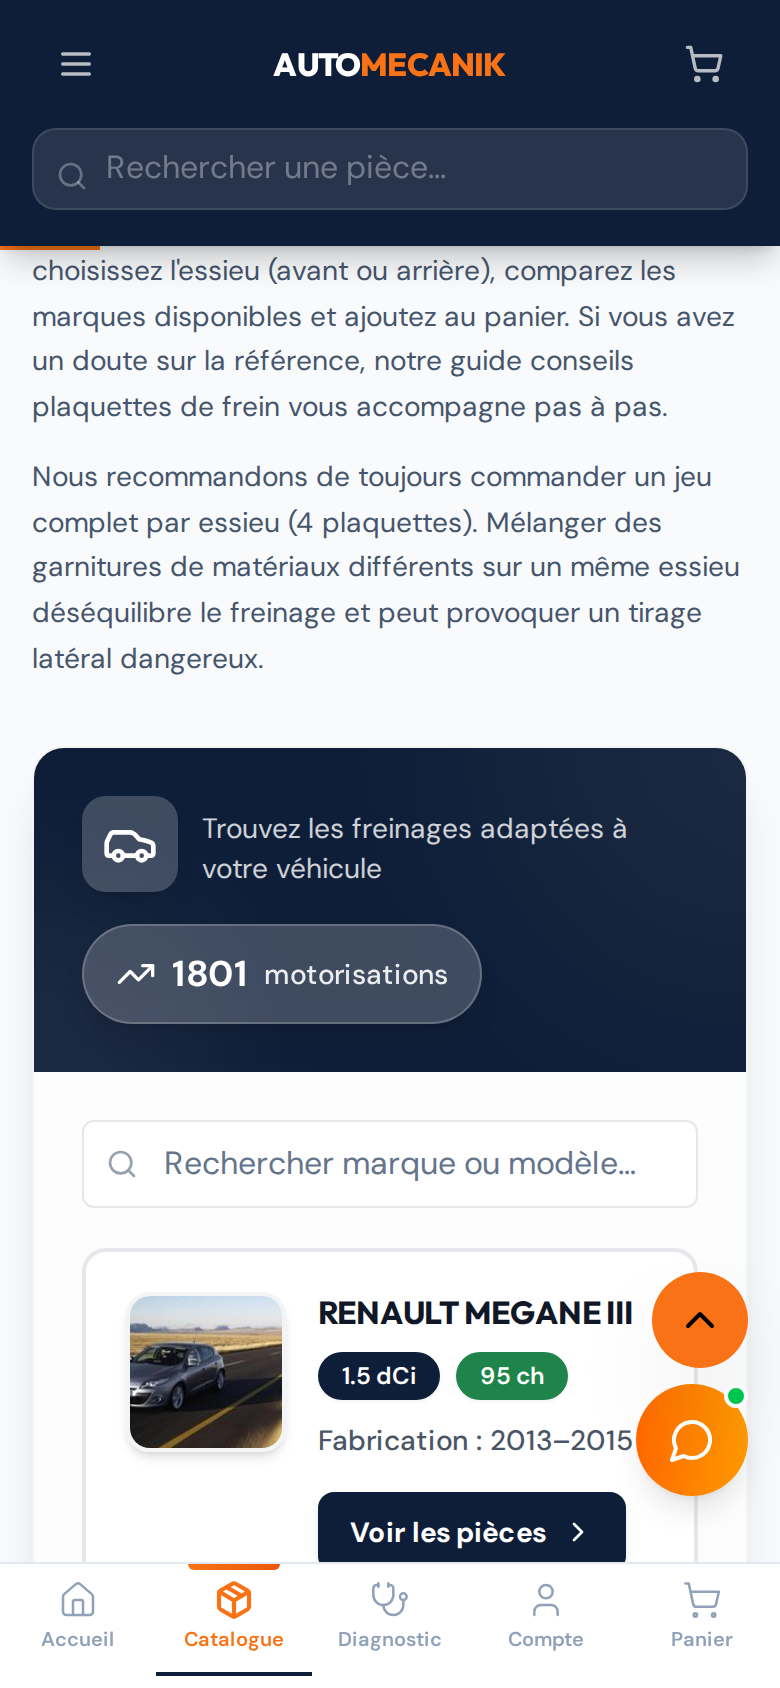 AUTOMECANIK
Rechercher une pièce...
choisissez l'essieu (avant ou arrière), comparez les
marques disponibles et ajoutez au panier. Si vous avez
un doute sur la référence, notre guide conseils
plaquettes de frein vous accompagne pas à pas.
Nous recommandons de toujours commander un jeu
complet par essieu (4 plaquettes). Mélanger des
garnitures de matériaux différents sur un même essieu
déséquilibre le freinage et peut provoquer un tirage
latéral dangereux.
Trouvez les freinages adaptées à
votre véhicule
1801 motorisations
Rechercher marque ou modèle...
RENAULT MEGANE III
1.5 dCi 95 ch
Fabrication : 2013–2015
Voir les pièces
Accueil Catalogue Diagnostic Compte Panier